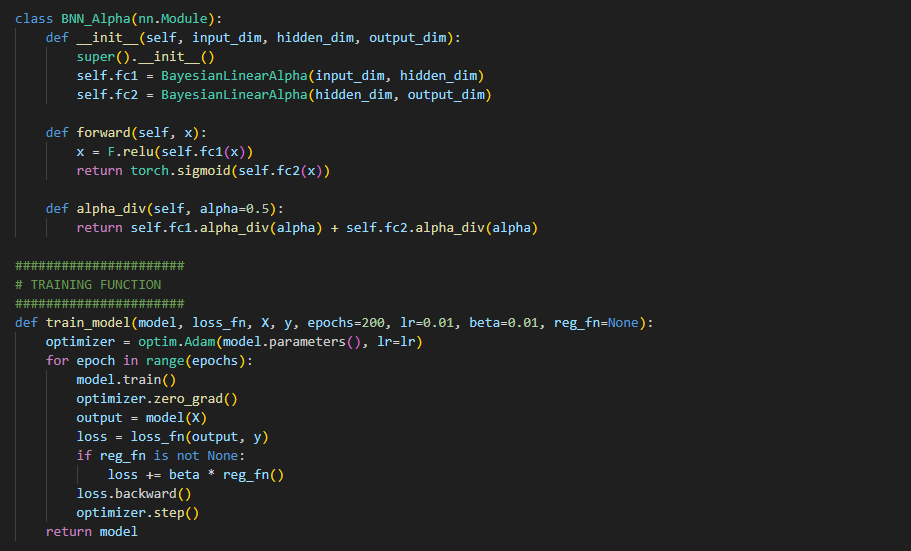 class BNN_Alpha(nn.Module):
    def __init__(self, input_dim, hidden_dim, output_dim):
        super().__init__()
        self.fc1 = BayesianLinearAlpha(input_dim, hidden_dim)
        self.fc2 = BayesianLinearAlpha(hidden_dim, output_dim)

    def forward(self, x):
        x = F.relu(self.fc1(x))
        return torch.sigmoid(self.fc2(x))

    def alpha_div(self, alpha=0.5):
        return self.fc1.alpha_div(alpha) + self.fc2.alpha_div(alpha)

######################
# TRAINING FUNCTION
######################
def train_model(model, loss_fn, X, y, epochs=200, lr=0.01, beta=0.01, reg_fn=None):
    optimizer = optim.Adam(model.parameters(), lr=lr)
    for epoch in range(epochs):
        model.train()
        optimizer.zero_grad()
        output = model(X)
        loss = loss_fn(output, y)
        if reg_fn is not None:
            loss += beta * reg_fn()
        loss.backward()
        optimizer.step()
    return model